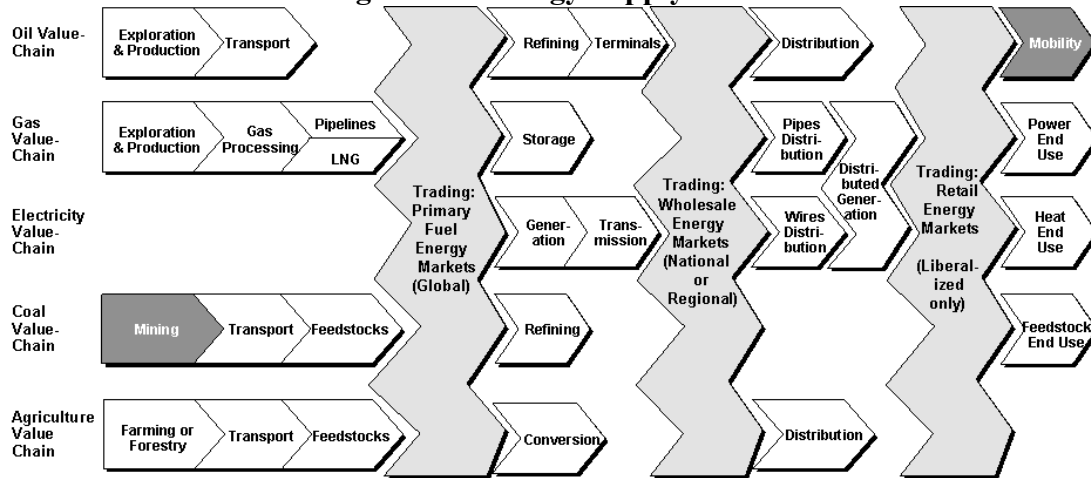 Oil Value-
Chain
Exploration
& Production
Transport
Refining
Terminals
Distribution
Mobility
Gas
Value-
Chain
Exploration
& Production
Gas
Processing
Pipelines
LNG
Storage
Pipes
Distri-
bution
Distri-
buted
Gener-
ation
Power
End
Use
Trading:
Primary
Fuel
Energy
Markets
(Global)
Trading:
Wholesale
Energy
Markets
(National
or
Regional)
Trading:
Retail
Energy
Markets
(Liberal-
ized
only)
Electricity
Value-
Chain
Gener-
ation
Trans-
mission
Wires
Distri-
bution
Heat
End
Use
Coal
Value-
Chain
Mining
Transport
Feedstocks
Refining
Feedstock
End Use
Agriculture
Value
Chain
Farming or
Forestry
Transport
Feedstocks
Conversion
Distribution